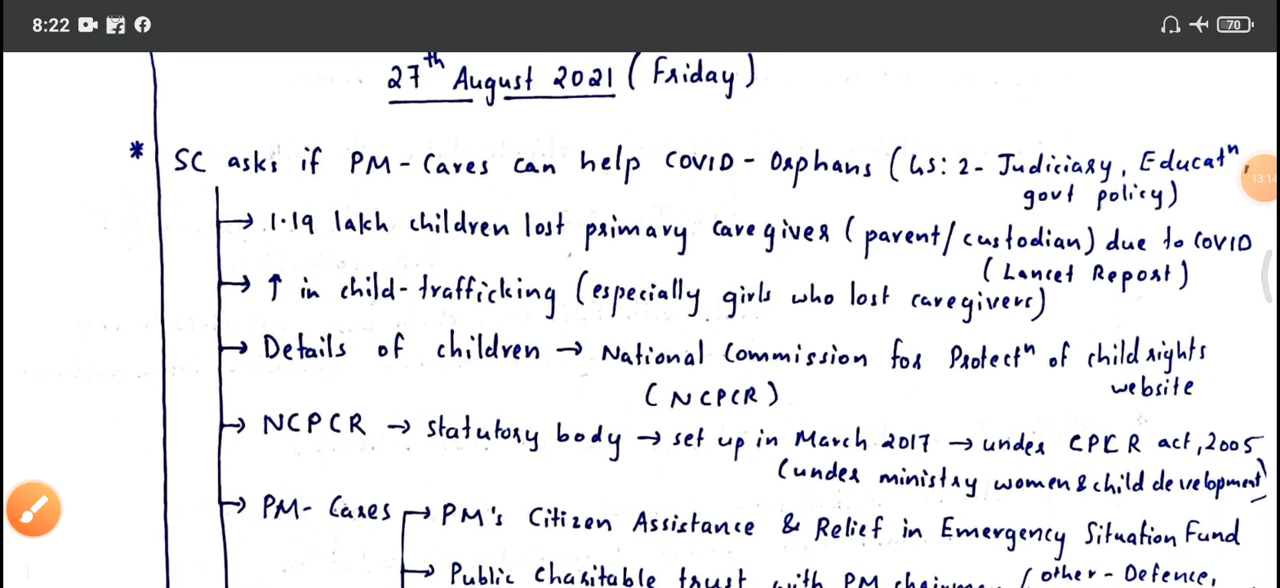 8:22
70
27th August 2021 (Friday)
* SC asks if PM-Cares can help COVID-Orphans (GS: 2- Judiciary, Educatn,
govt policy)
13:14
→ 1.19 lakh children lost primary caregiver (parent/custodian) due to COVID
(Lancet Report)
→ ↑ in child-trafficking (especially girls who lost caregivers)
→ Details of children → National Commission for Protectn of child rights
website
(NCPCR)
→ NCPCR → statutory body → set up in March 2017 → under CPCR act, 2005
(under ministry women & child development)
→ PM-Cares → PM's Citizen Assistance & Relief in Emergency Situation Fund
→ Public charitable trust with PM (other-Defence,